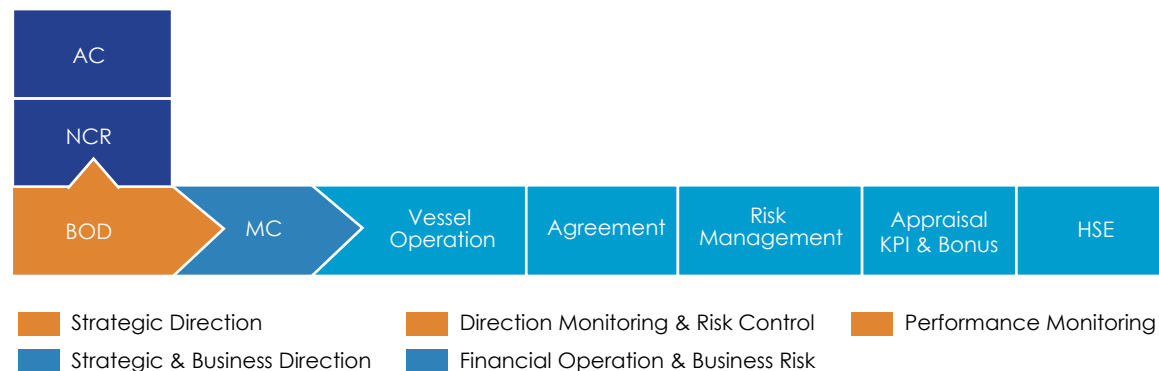 AC
NCR
BOD
MC
Vessel
Operation
Agreement
Risk
Management
Appraisal
KPI & Bonus
HSE
Strategic Direction
Direction Monitoring & Risk Control
Performance Monitoring
Strategic & Business Direction
Financial Operation & Business Risk